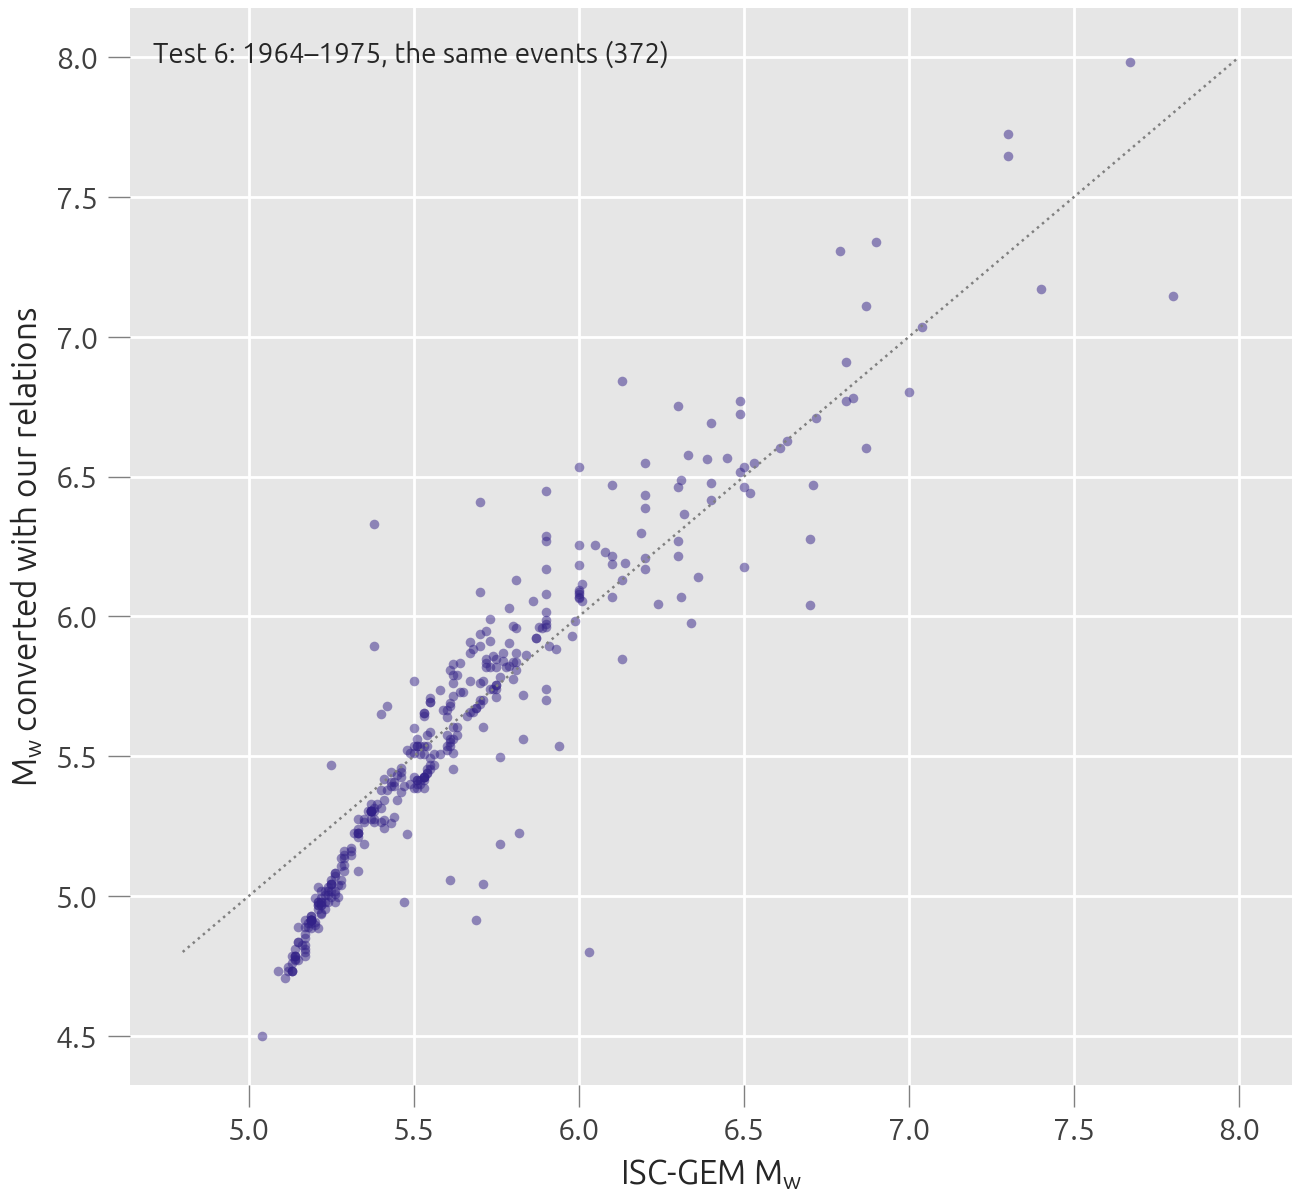 Test 6: 1964–1975, the same events (372)
8.0
7.5
7.0
6.5
6.0
5.5
5.0
4.5
M_w converted with our relations
5.0 5.5 6.0 6.5 7.0 7.5 8.0
ISC-GEM M_w